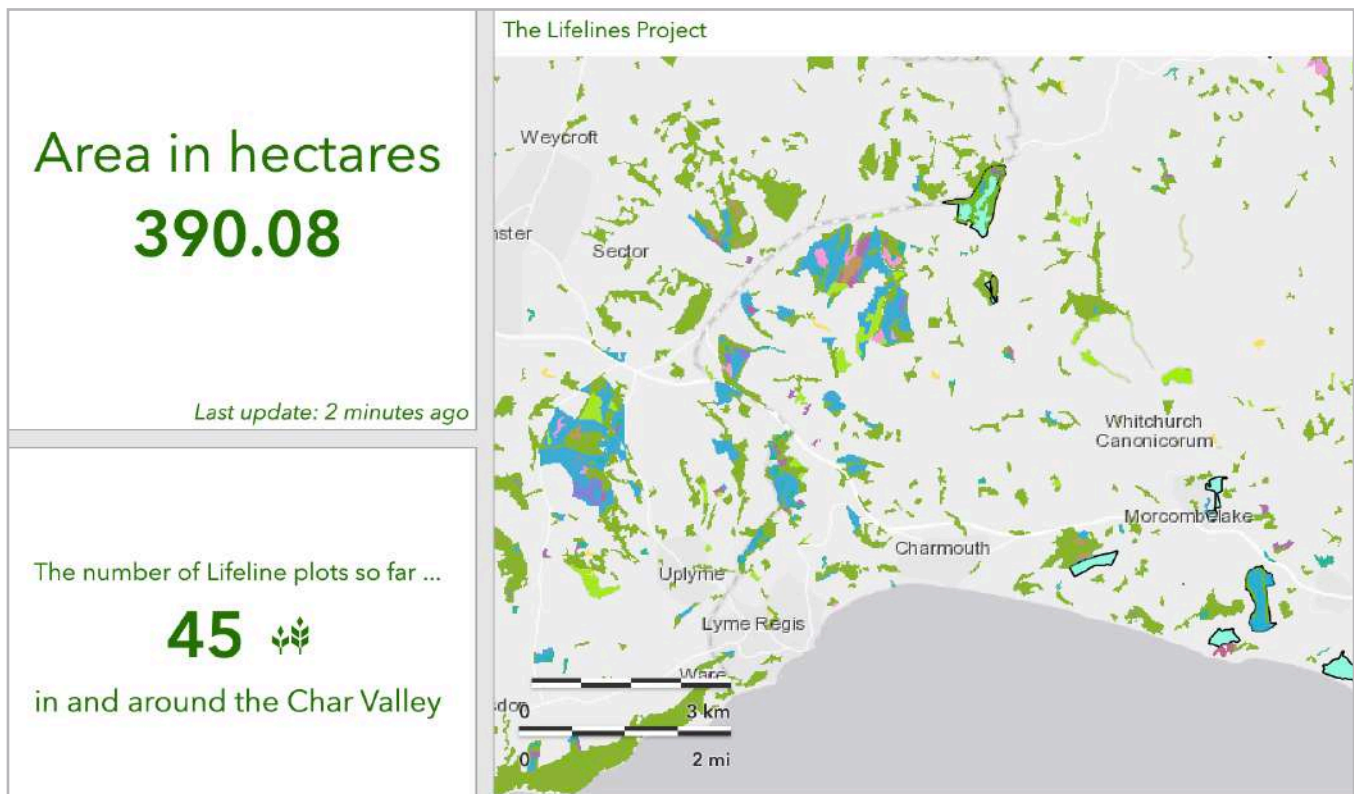 Area in hectares
390.08
Last update: 2 minutes ago
The number of Lifeline plots so far ...
45
in and around the Char Valley
The Lifelines Project
Weycroft
nster
Sector
Whitchurch
Canonicorum
Morcombelake
Charmouth
Uplyme
Lyme Regis
Ware
sdon
0 3 km
0 2 mi